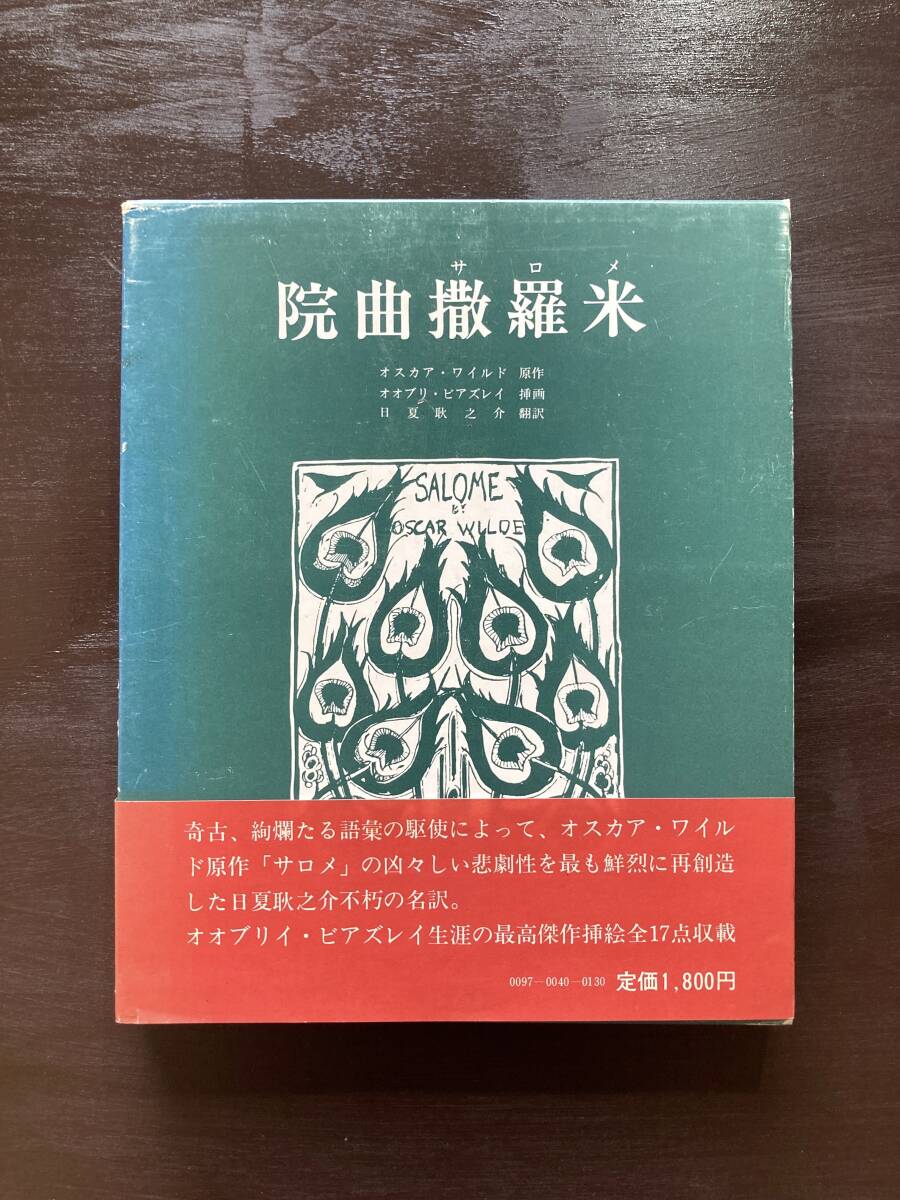 サロメ
院曲撒羅米
オスカア・ワイルド 原作
オオブリ・ビアズレイ 挿画
日夏耿之介 翻訳
SALOME
BY
OSCAR WILDE
奇古、絢爛たる語彙の駆使によって、オスカア・ワイル
ド原作「サロメ」の凶々しい悲劇性を最も鮮烈に再創造
した日夏耿之介不朽の名訳。
オオブリイ・ビアズレイ生涯の最高傑作挿絵全17点収載
0097-0040-0130 定価1,800円